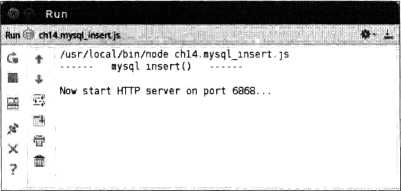 Run
Run ch14.mysql_insert.js
/usr/local/bin/node ch14.mysql_insert.js
------ mysql insert() ------
Now start HTTP server on port 6868...
?